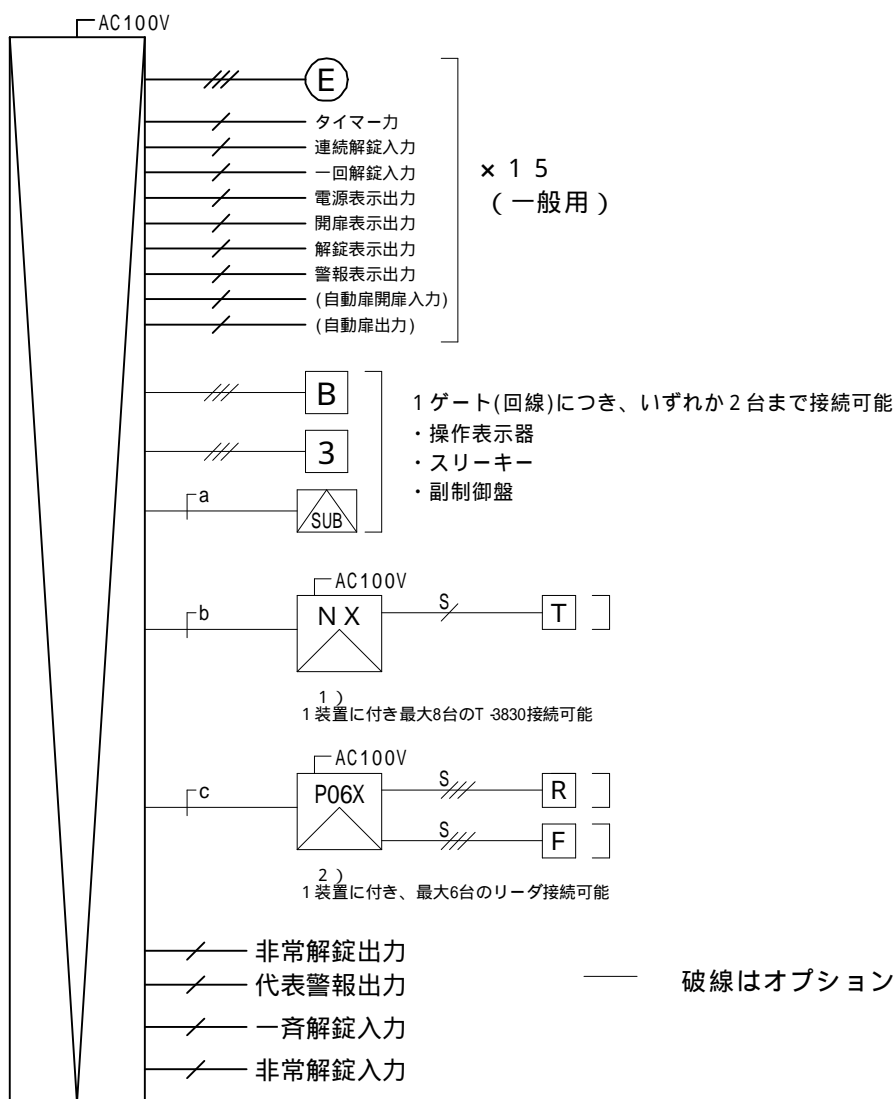 AC100V
E
タイマー力
連続解錠入力
一回解錠入力
電源表示出力
開扉表示出力
解錠表示出力
警報表示出力
(自動扉開扉入力)
(自動扉出力)
×15
(一般用)
B
3
a
SUB
1ゲート(回線)につき、いずれか2台まで接続可能
・操作表示器
・スリーキー
・副制御盤
b
AC100V
NX
S
T
1)
1装置に付き最大8台のT-3830接続可能
c
AC100V
P06X
S
R
S
F
2)
1装置に付き、最大6台のリーダ接続可能
非常解錠出力
代表警報出力
一斉解錠入力
非常解錠入力
破線はオプション